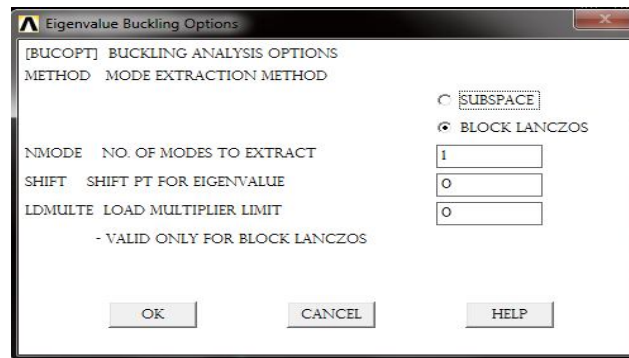 Eigenvalue Buckling Options
[BUCOPT] BUCKLING ANALYSIS OPTIONS
METHOD MODE EXTRACTION METHOD
SUBSPACE
BLOCK LANCZOS
NMODE NO. OF MODES TO EXTRACT 1
SHIFT SHIFT PT FOR EIGENVALUE 0
LDMULTE LOAD MULTIPLIER LIMIT 0
- VALID ONLY FOR BLOCK LANCZOS
OK CANCEL HELP